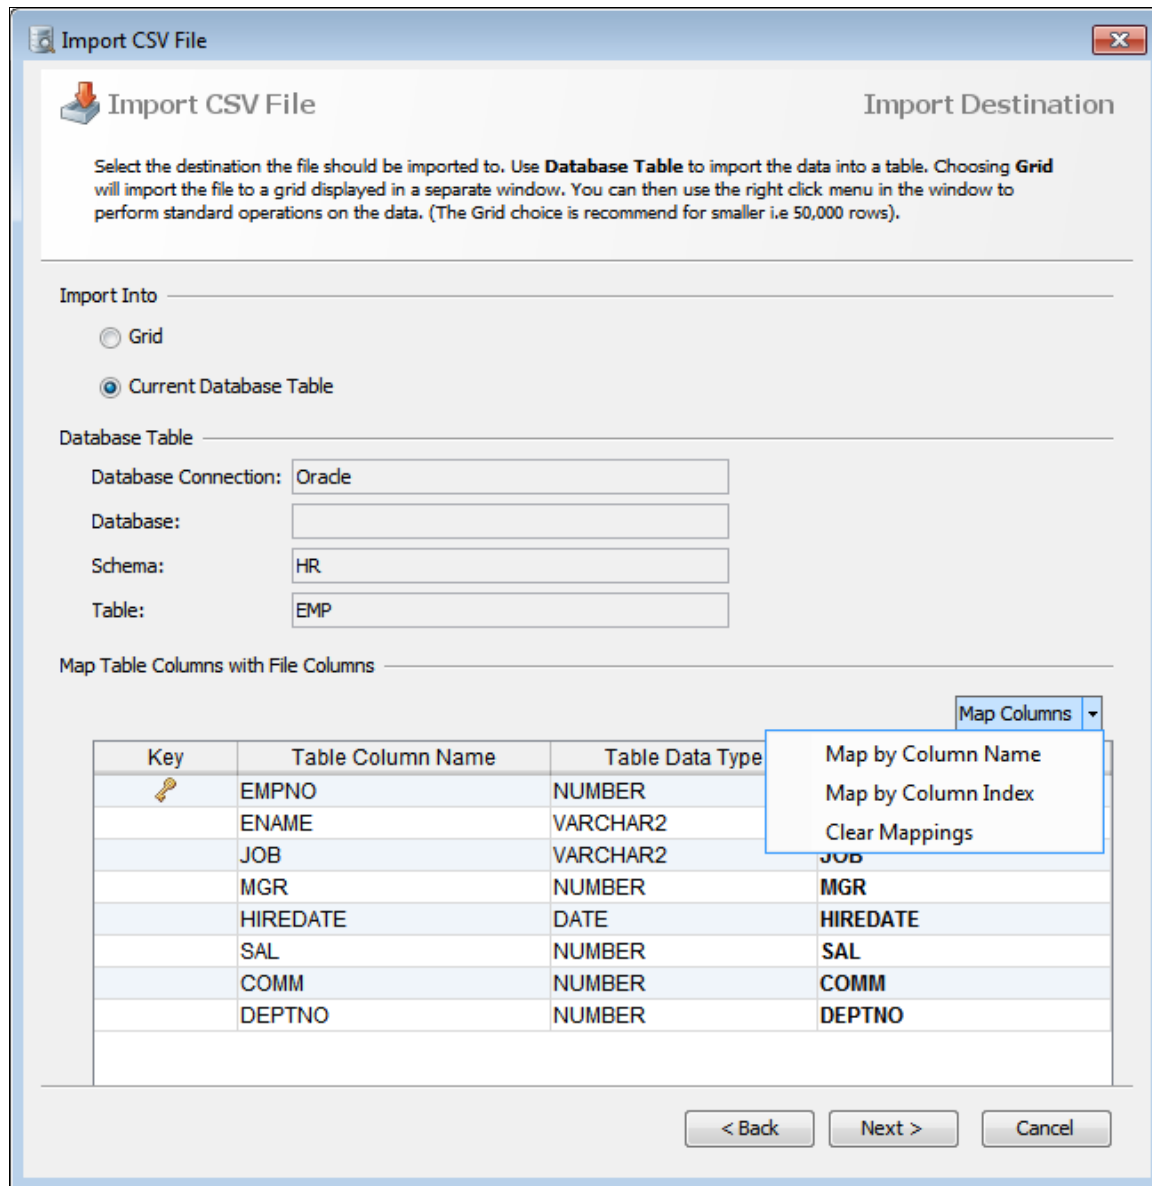 Import CSV File
Import CSV File
Import Destination
Select the destination the file should be imported to. Use Database Table to import the data into a table. Choosing Grid
will import the file to a grid displayed in a separate window. You can then use the right click menu in the window to
perform standard operations on the data. (The Grid choice is recommend for smaller i.e 50,000 rows).
Import Into
Grid
Current Database Table
Database Table
Database Connection: Oracle
Database:
Schema: HR
Table: EMP
Map Table Columns with File Columns
Map Columns
Map by Column Name
Map by Column Index
Clear Mappings
Key Table Column Name Table Data Type
EMPNO NUMBER
ENAME VARCHAR2
JOB VARCHAR2 JOB
MGR NUMBER MGR
HIREDATE DATE HIREDATE
SAL NUMBER SAL
COMM NUMBER COMM
DEPTNO NUMBER DEPTNO
< Back Next > Cancel